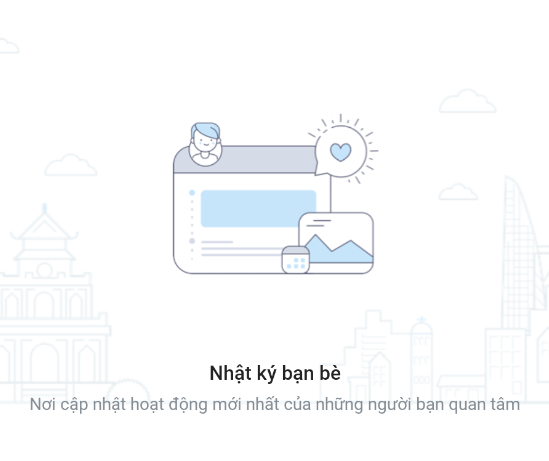 Nhật ký bạn bè
Nơi cập nhật hoạt động mới nhất của những người bạn quan tâm